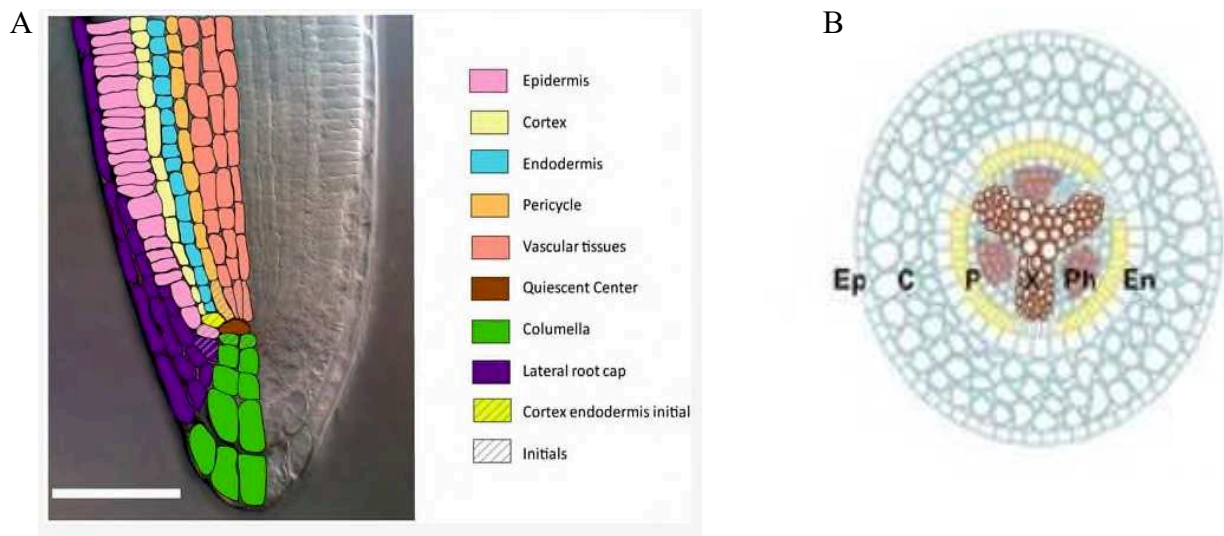 A
B
Epidermis
Cortex
Endodermis
Pericycle
Vascular tissues
Quiescent Center
Columella
Lateral root cap
Cortex endodermis initial
Initials
Ep C P X Ph En